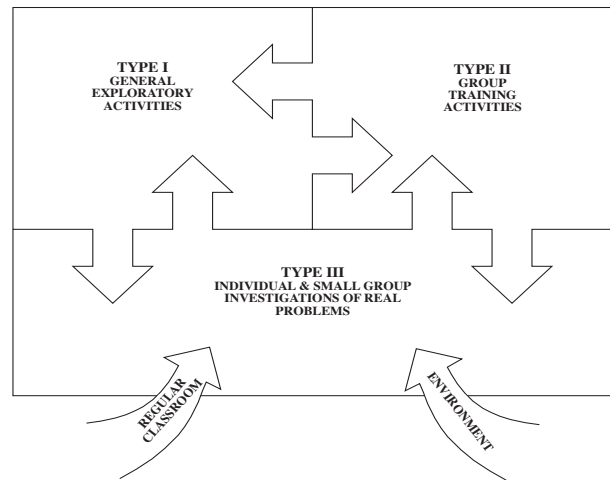 TYPE I
GENERAL
EXPLORATORY
ACTIVITIES
TYPE II
GROUP
TRAINING
ACTIVITIES
TYPE III
INDIVIDUAL & SMALL GROUP
INVESTIGATIONS OF REAL
PROBLEMS
REGULAR
CLASSROOM
ENVIRONMENT